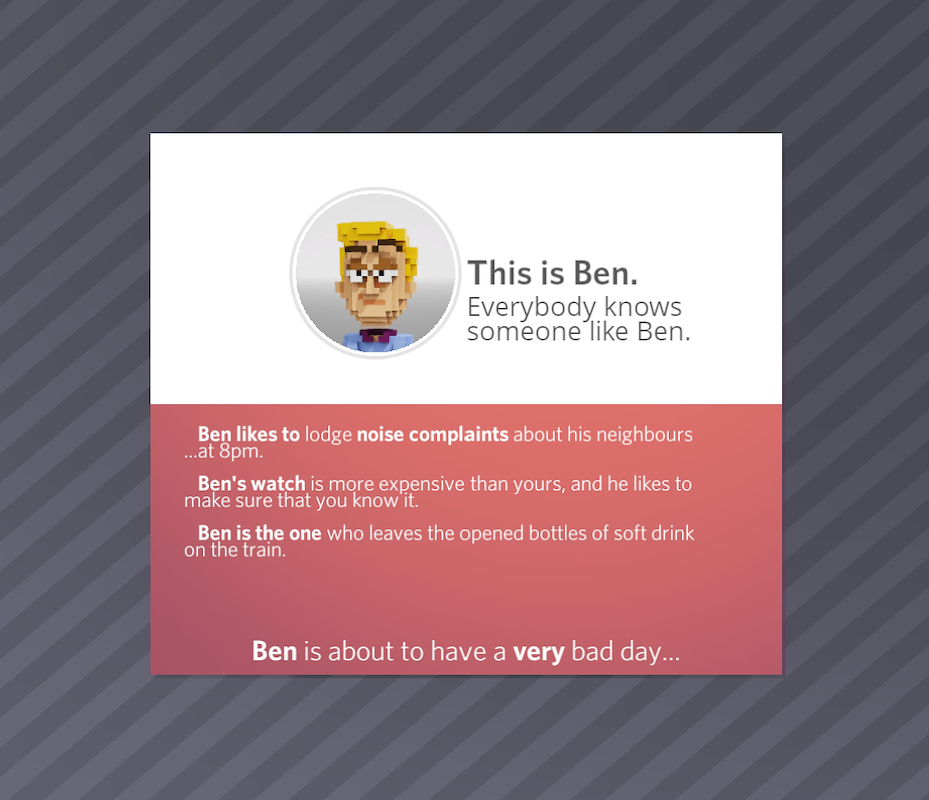 This is Ben.
Everybody knows
someone like Ben.
Ben likes to lodge noise complaints about his neighbours
...at 8pm.
Ben's watch is more expensive than yours, and he likes to
make sure that you know it.
Ben is the one who leaves the opened bottles of soft drink
on the train.
Ben is about to have a very bad day...